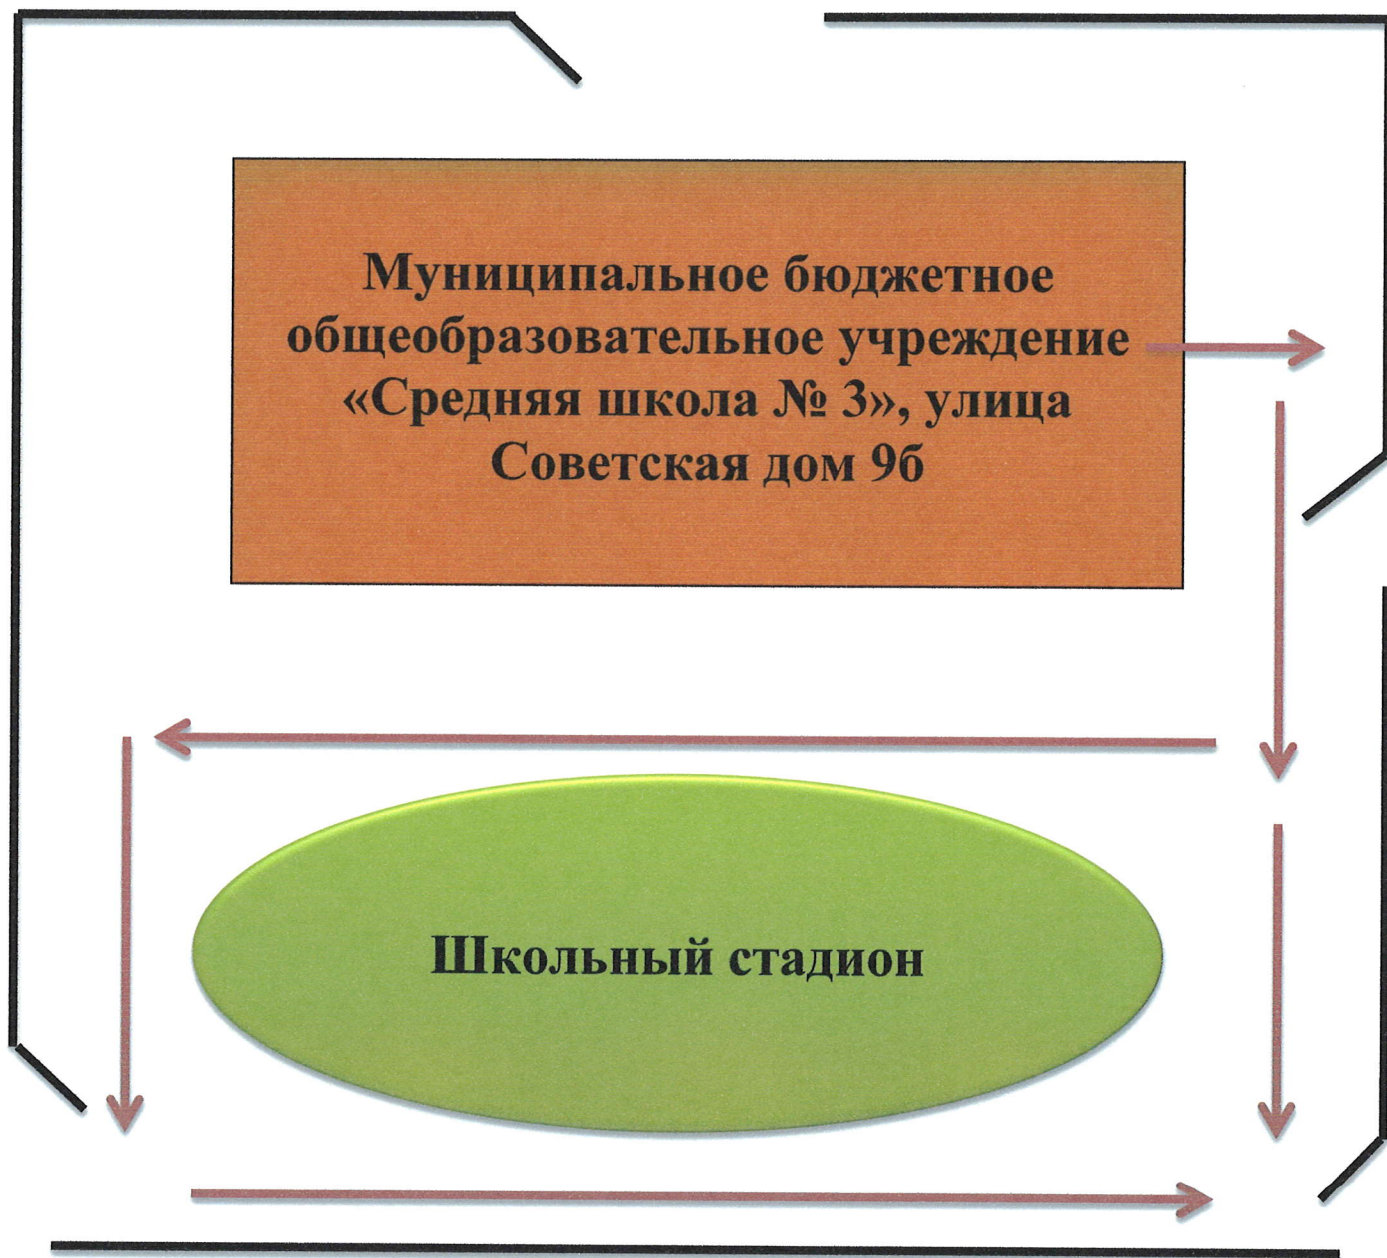 Муниципальное бюджетное
общеобразовательное учреждение
«Средняя школа № 3», улица
Советская дом 9б
Школьный стадион